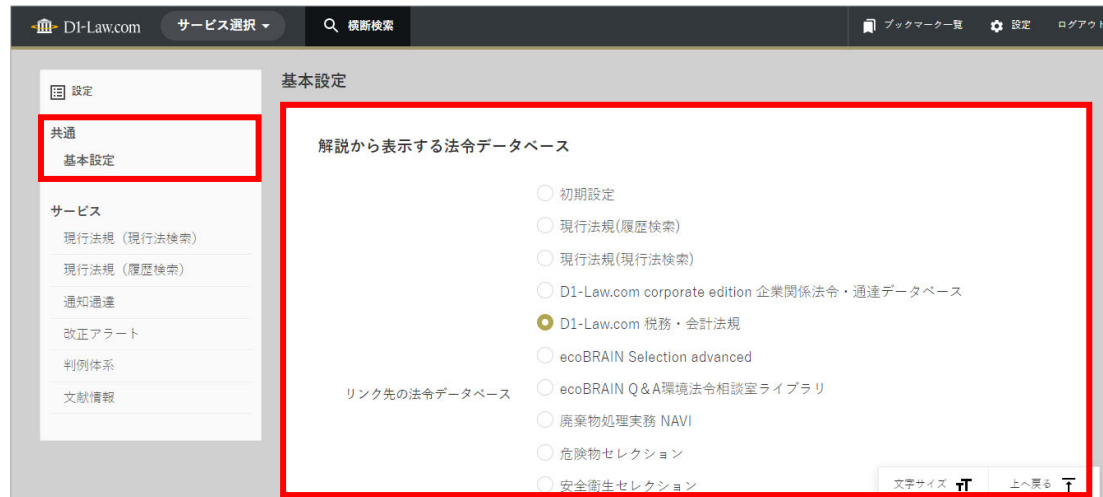 D1-Law.com サービス選択 横断検索 ブックマーク一覧 設定 ログアウト
設定
共通
基本設定
サービス
現行法規（現行法検索）
現行法規（履歴検索）
通知通達
改正アラート
判例体系
文献情報
基本設定
解説から表示する法令データベース
リンク先の法令データベース
初期設定
現行法規(履歴検索)
現行法規(現行法検索)
D1-Law.com corporate edition 企業関係法令・通達データベース
D1-Law.com 税務・会計法規
ecoBRAIN Selection advanced
ecoBRAIN Q&A環境法令相談室ライブラリ
廃棄物処理実務 NAVI
危険物セレクション
安全衛生セレクション
文字サイズ 上へ戻る